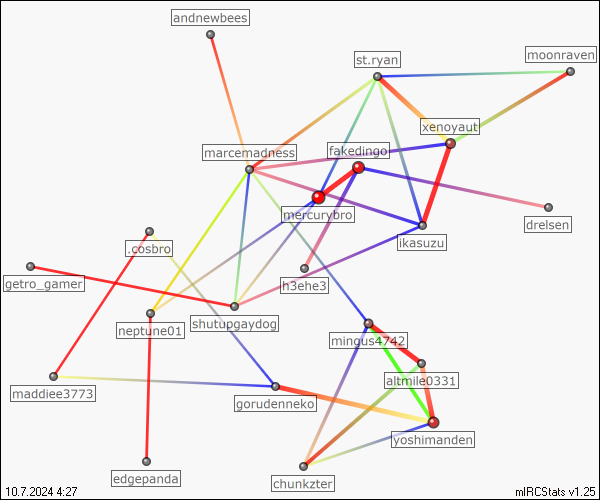 andnewbees
st.ryan
moonraven
xenoyaut
marcemadness
fakedingo
mercurybro
drelsen
.cosbro
ikasuzu
getro_gamer
h3ehe3
neptune01
shutupgaydog
mingus4742
altmile0331
maddiee3773
gorudenneko
yoshimanden
edgepanda
chunkzter
10.7.2024 4:27
mIRCStats v1.25